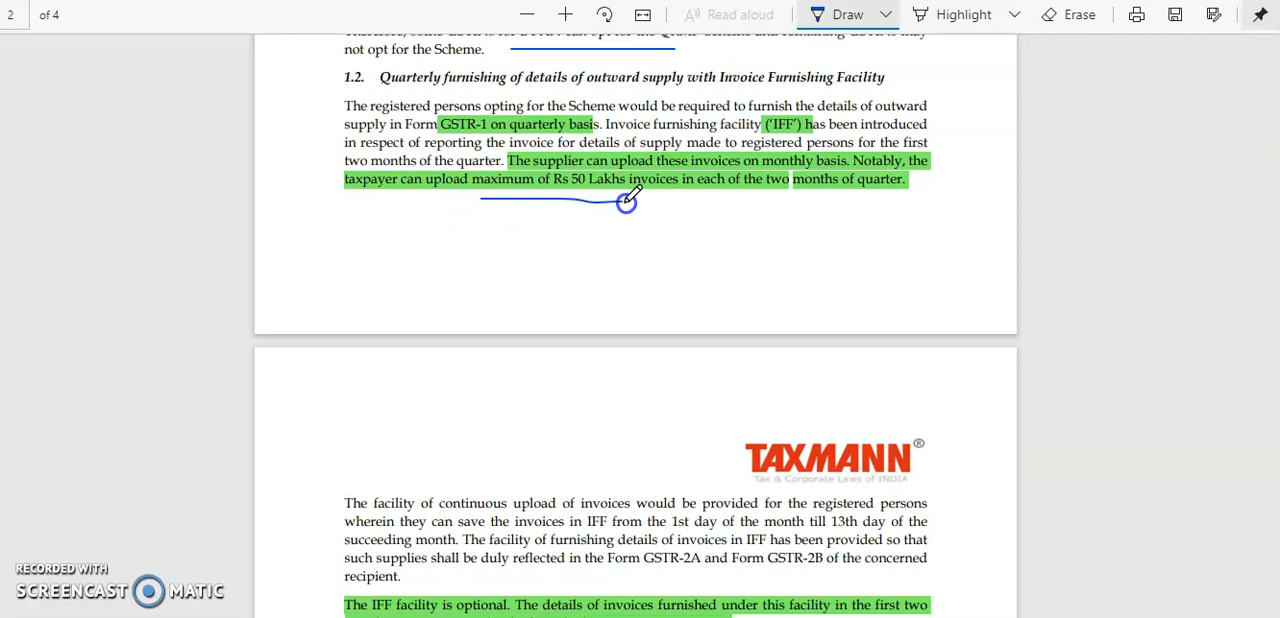 2 of 4
Read aloud
Draw
Highlight
Erase
not opt for the Scheme.
1.2. Quarterly furnishing of details of outward supply with Invoice Furnishing Facility
The registered persons opting for the Scheme would be required to furnish the details of outward
supply in Form GSTR-1 on quarterly basis. Invoice furnishing facility ('IFF') has been introduced
in respect of reporting the invoice for details of supply made to registered persons for the first
two months of the quarter. The supplier can upload these invoices on monthly basis. Notably, the
taxpayer can upload maximum of Rs 50 Lakhs invoices in each of the two months of quarter.
TAXMANN®
Tax & Corporate Laws of INDIA
The facility of continuous upload of invoices would be provided for the registered persons
wherein they can save the invoices in IFF from the 1st day of the month till 13th day of the
succeeding month. The facility of furnishing details of invoices in IFF has been provided so that
such supplies shall be duly reflected in the Form GSTR-2A and Form GSTR-2B of the concerned
recipient.
The IFF facility is optional. The details of invoices furnished under this facility in the first two
RECORDED WITH
SCREENCAST MATIC